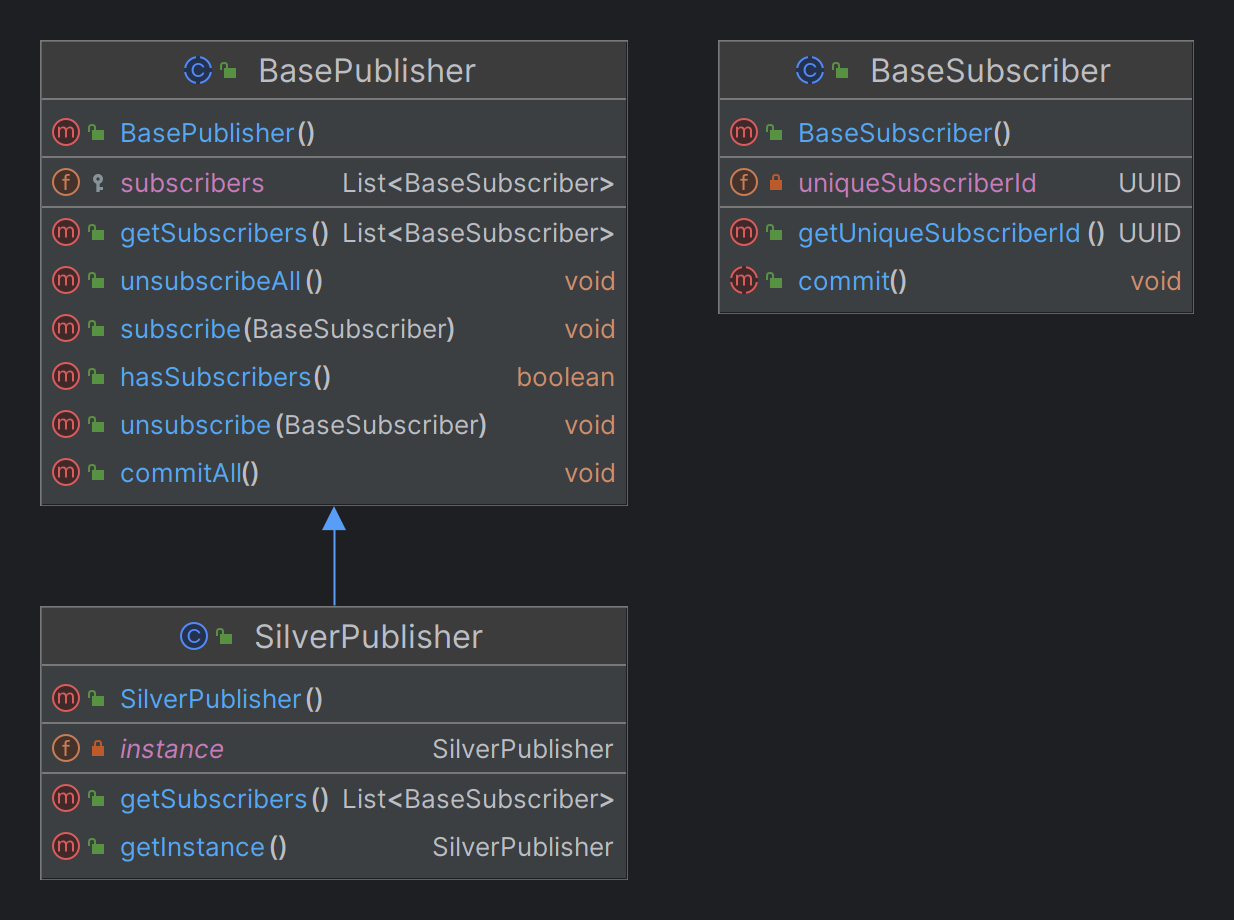 BasePublisher
BasePublisher()
subscribers List<BaseSubscriber>
getSubscribers() List<BaseSubscriber>
unsubscribeAll() void
subscribe(BaseSubscriber) void
hasSubscribers() boolean
unsubscribe(BaseSubscriber) void
commitAll() void
BaseSubscriber
BaseSubscriber()
uniqueSubscriberId UUID
getUniqueSubscriberId() UUID
commit() void
SilverPublisher
SilverPublisher()
instance SilverPublisher
getSubscribers() List<BaseSubscriber>
getInstance() SilverPublisher